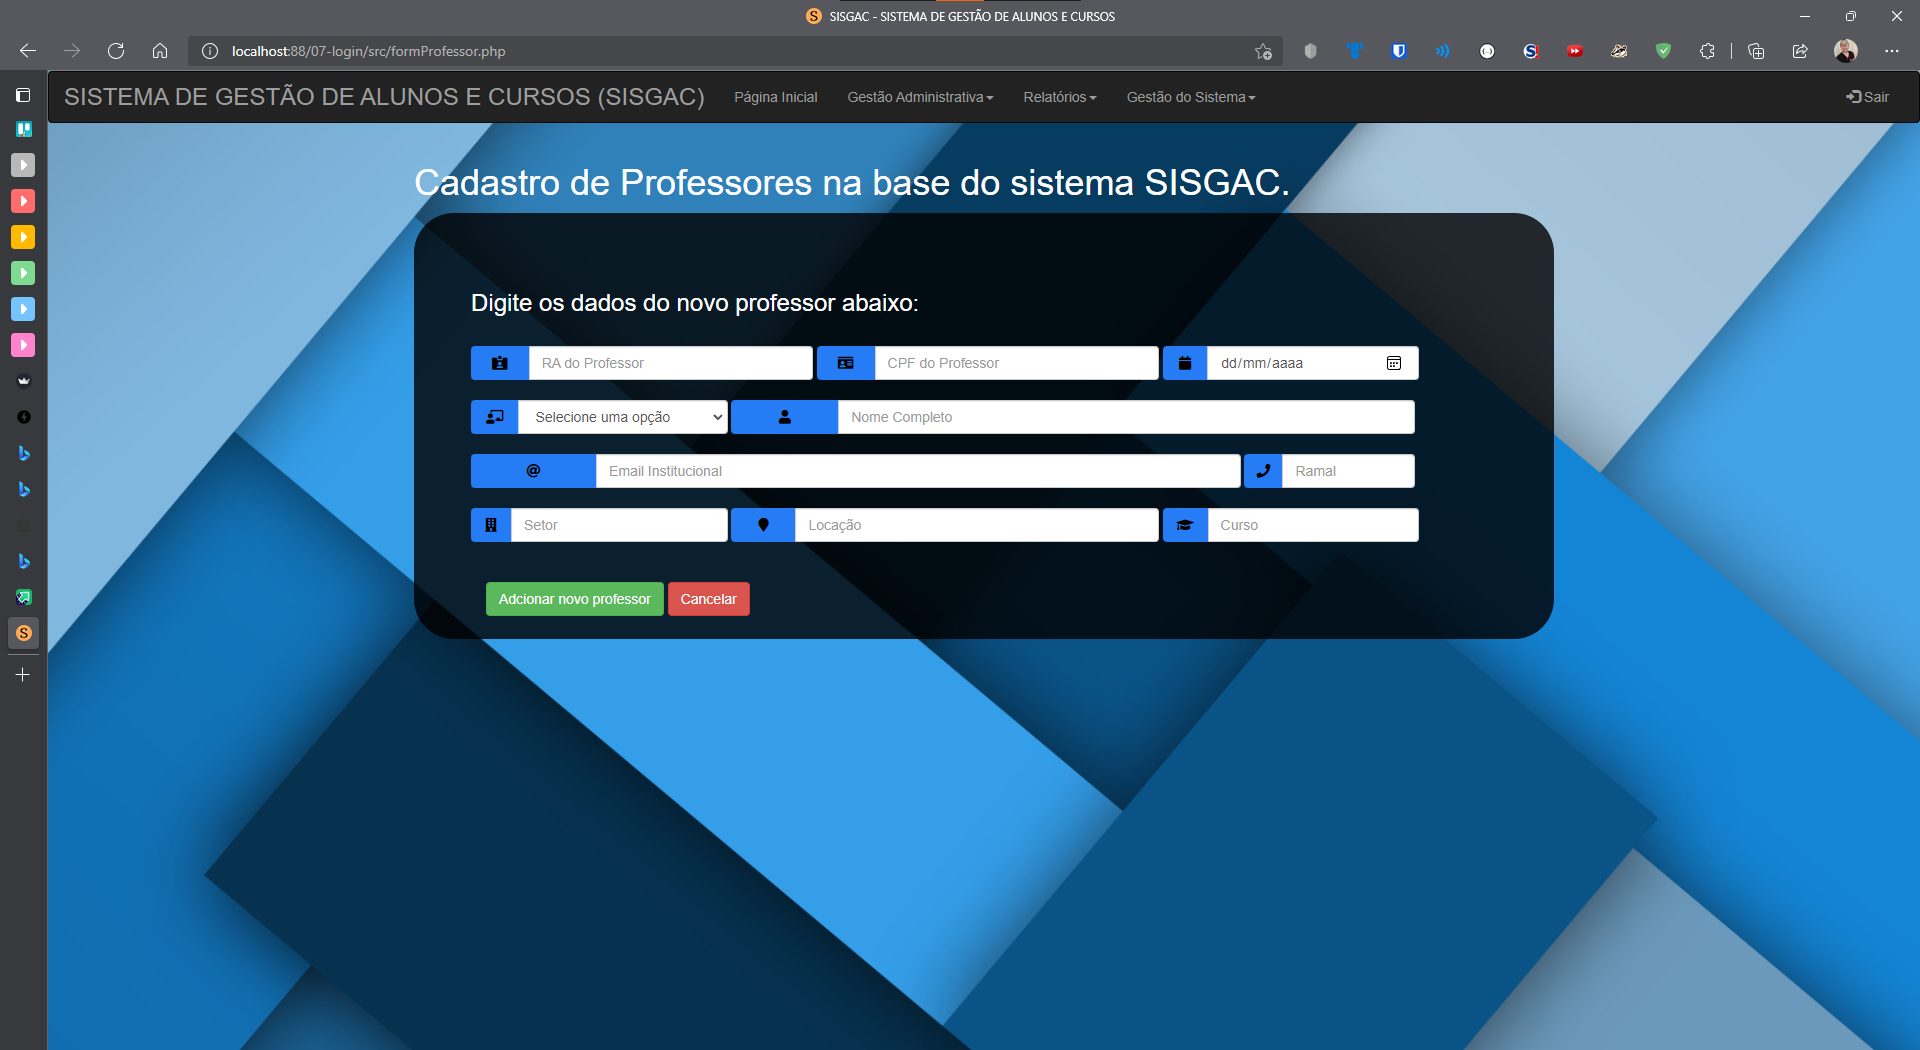 SISGAC - SISTEMA DE GESTÃO DE ALUNOS E CURSOS
localhost:88/07-login/src/formProfessor.php
SISTEMA DE GESTÃO DE ALUNOS E CURSOS (SISGAC) Página Inicial Gestão Administrativa Relatórios Gestão do Sistema Sair
Cadastro de Professores na base do sistema SISGAC.
Digite os dados do novo professor abaixo:
RA do Professor CPF do Professor dd/mm/aaaa
Selecione uma opção Nome Completo
@ Email Institucional Ramal
Setor Locação Curso
Adcionar novo professor Cancelar